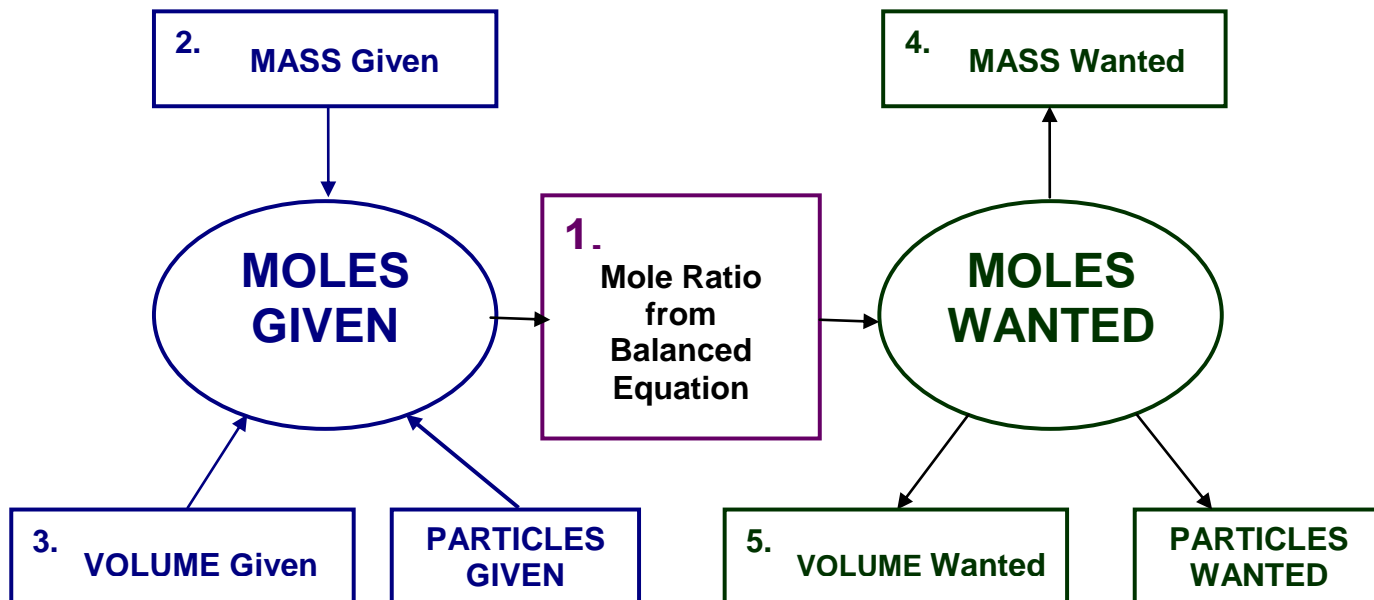 2.
MASS Given
4.
MASS Wanted
MOLES
GIVEN
1.
Mole Ratio
from
Balanced
Equation
MOLES
WANTED
3.
VOLUME Given
PARTICLES
GIVEN
5.
VOLUME Wanted
PARTICLES
WANTED